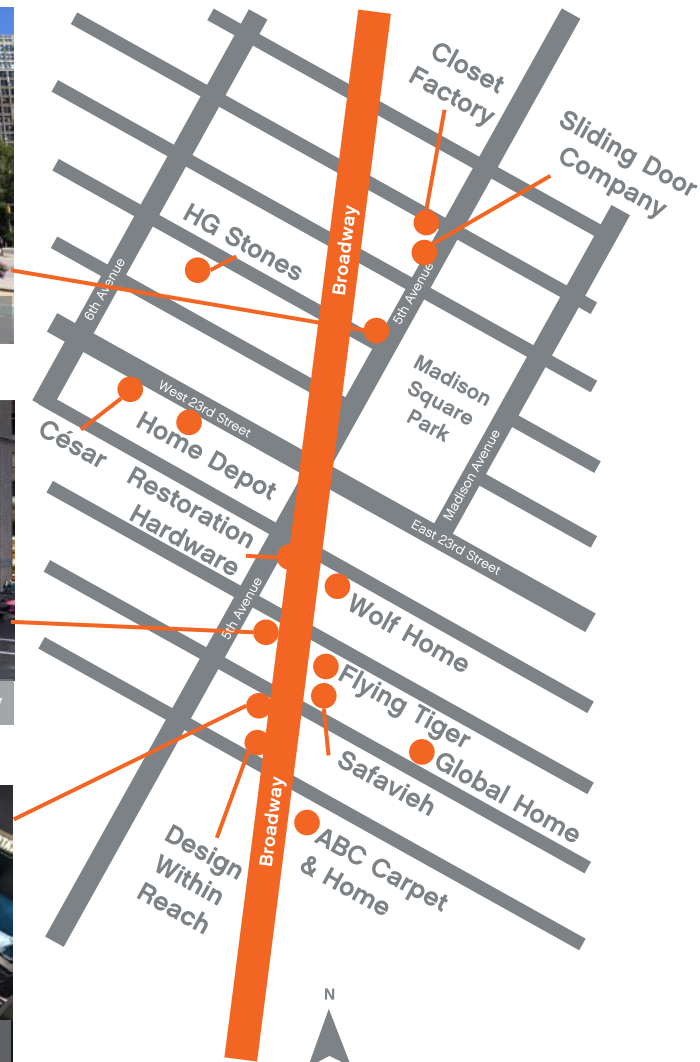 Closet
Factory
Sliding Door
Company
HG Stones
Broadway
6th Avenue
5th Avenue
Madison
Square
Park
West 23rd Street
César
Home Depot
Madison Avenue
Restoration
Hardware
East 23rd Street
5th Avenue
Wolf Home
Flying Tiger
Safavieh
Global Home
Broadway
Design
Within
Reach
ABC Carpet
& Home
N